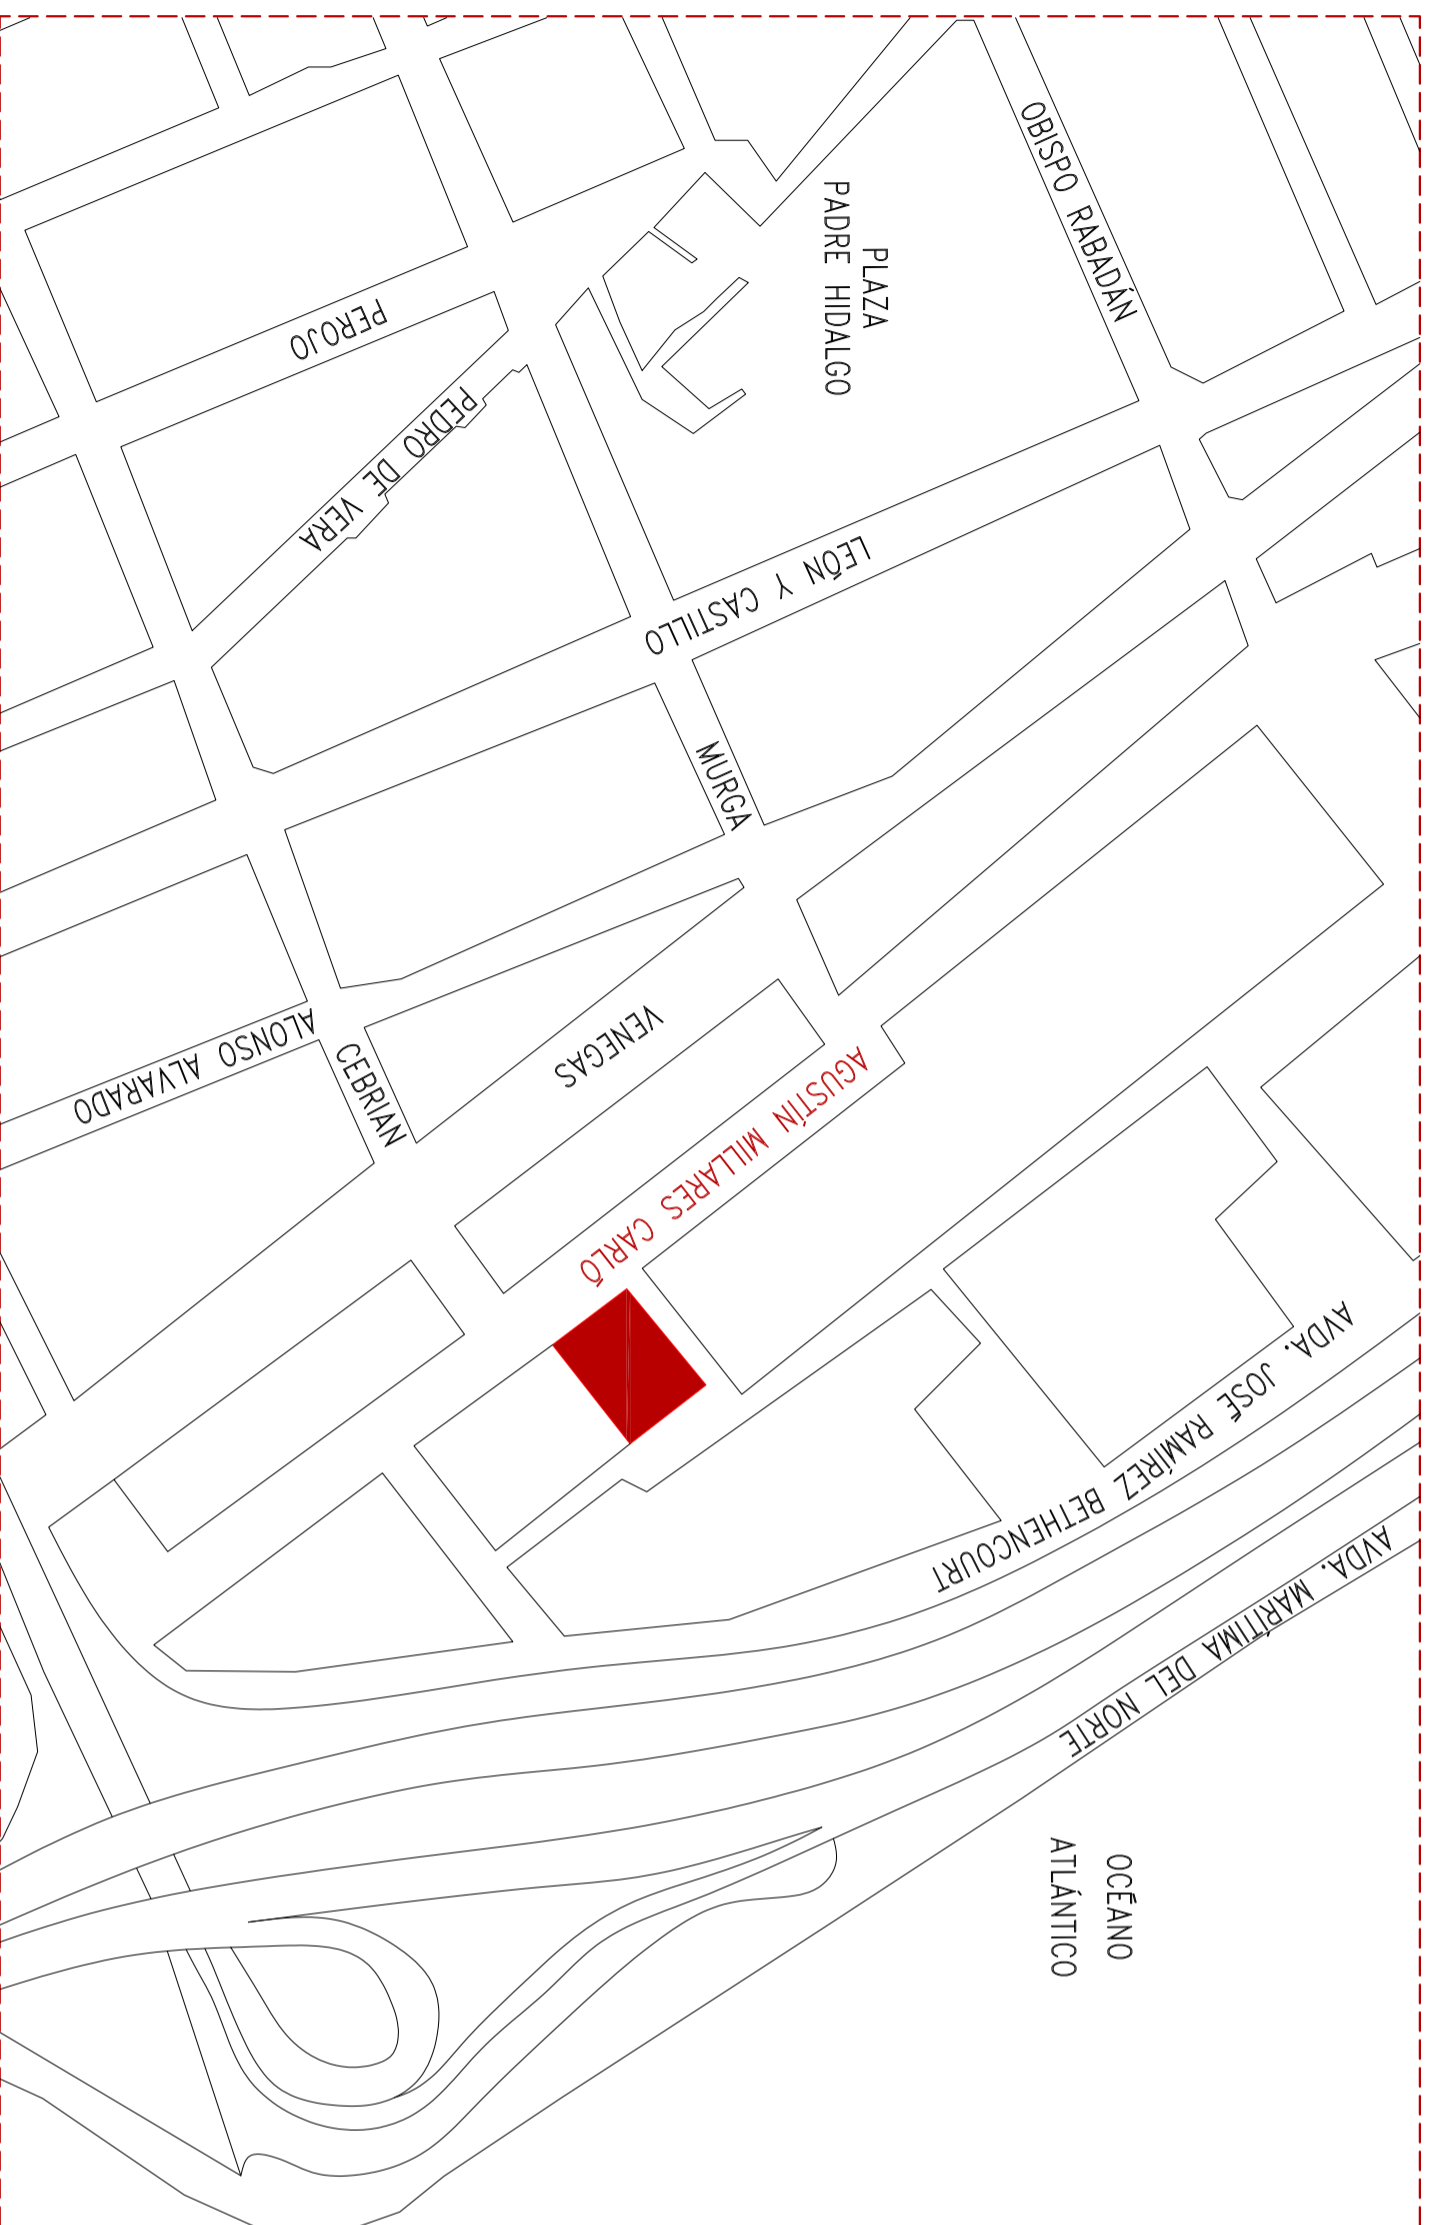 OBISPO RABADÁN
PLAZA
PADRE HIDALGO
PEROJO
PEDRO DE VERA
LEÓN Y CASTILLO
MURGA
VENEGAS
ALONSO ALVARADO
CEBRIAN
AGUSTÍN MILLARES CARLÓ
AVDA. JOSÉ RAMÍREZ BETHENCOURT
AVDA. MARÍTIMA DEL NORTE
OCÉANO
ATLÁNTICO